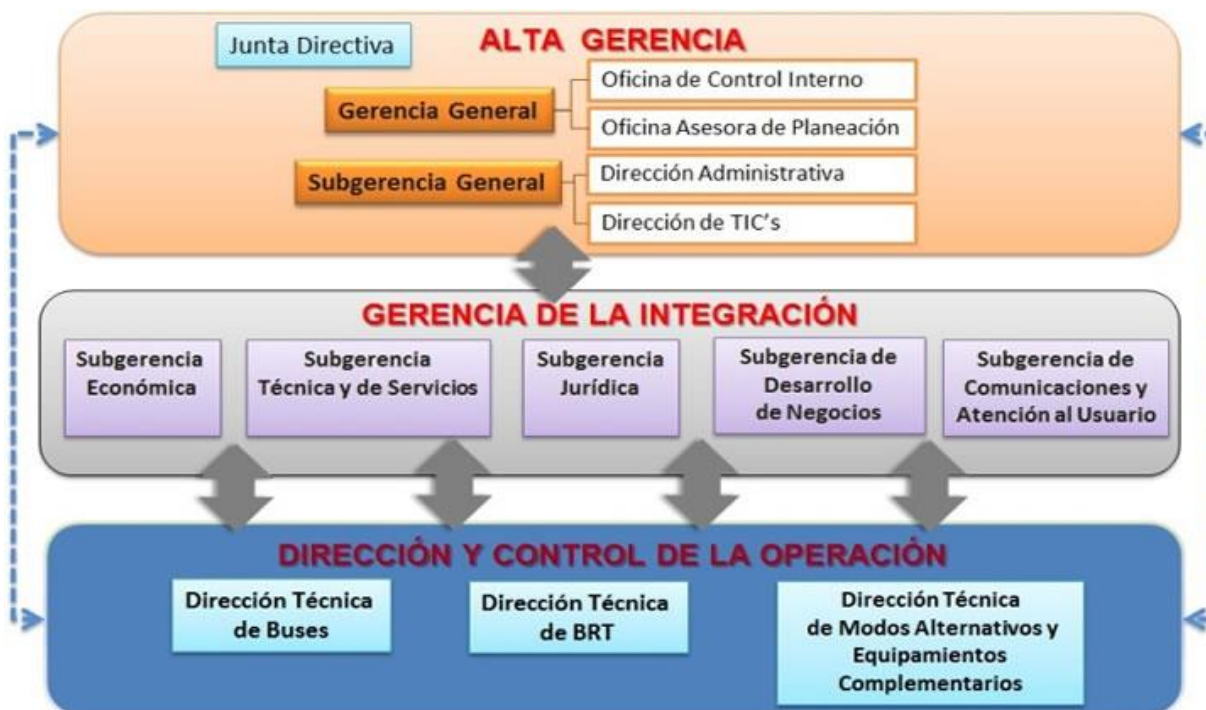 ALTA GERENCIA
Junta Directiva
Gerencia General
Oficina de Control Interno
Oficina Asesora de Planeación
Subgerencia General
Dirección Administrativa
Dirección de TIC's
GERENCIA DE LA INTEGRACIÓN
Subgerencia
Económica
Subgerencia
Técnica y de Servicios
Subgerencia
Jurídica
Subgerencia de
Desarrollo
de Negocios
Subgerencia de
Comunicaciones y
Atención al Usuario
DIRECCIÓN Y CONTROL DE LA OPERACIÓN
Dirección Técnica
de Buses
Dirección Técnica
de BRT
Dirección Técnica
de Modos Alternativos y
Equipamientos
Complementarios